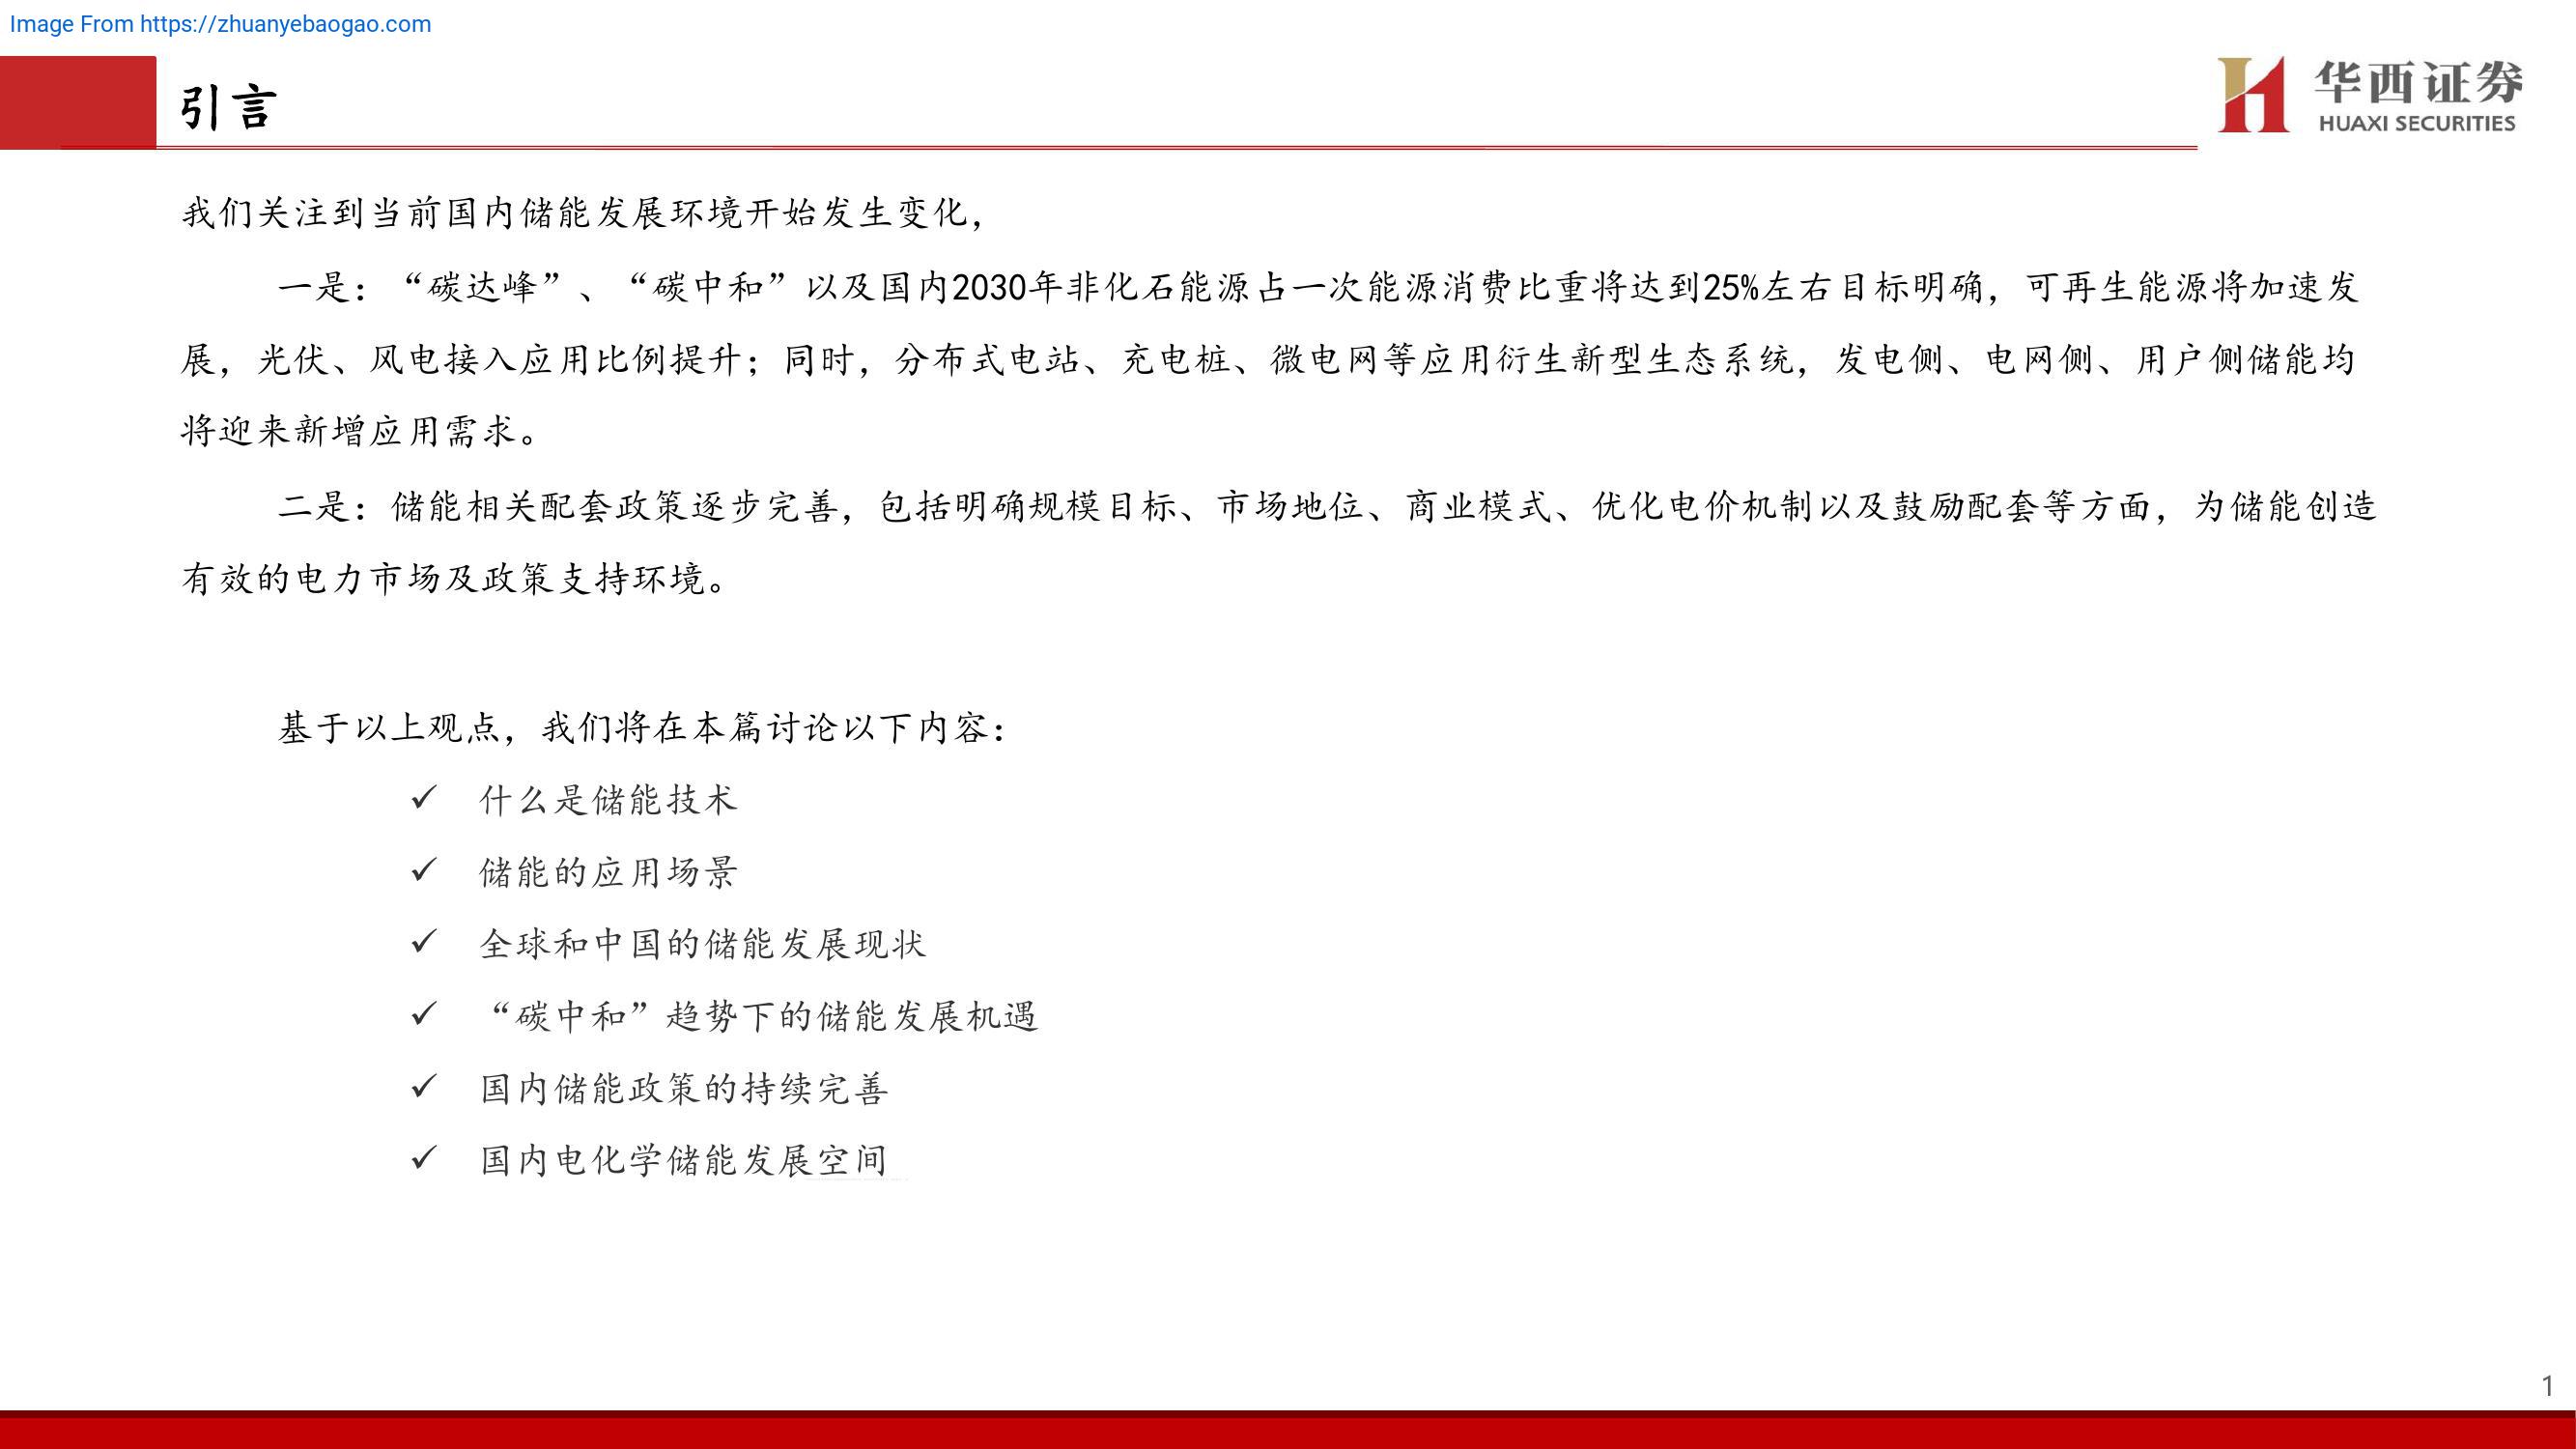 Image From https://zhuanyebaogao.com
引言
华西证券
HUAXI SECURITIES
我们关注到当前国内储能发展环境开始发生变化，
一是：“碳达峰”、“碳中和”以及国内2030年非化石能源占一次能源消费比重将达到25%左右目标明确，可再生能源将加速发
展，光伏、风电接入应用比例提升；同时，分布式电站、充电桩、微电网等应用衍生新型生态系统，发电侧、电网侧、用户侧储能均
将迎来新增应用需求。
二是：储能相关配套政策逐步完善，包括明确规模目标、市场地位、商业模式、优化电价机制以及鼓励配套等方面，为储能创造
有效的电力市场及政策支持环境。
基于以上观点，我们将在本篇讨论以下内容：
✓ 什么是储能技术
✓ 储能的应用场景
✓ 全球和中国的储能发展现状
✓ “碳中和”趋势下的储能发展机遇
✓ 国内储能政策的持续完善
✓ 国内电化学储能发展空间
1